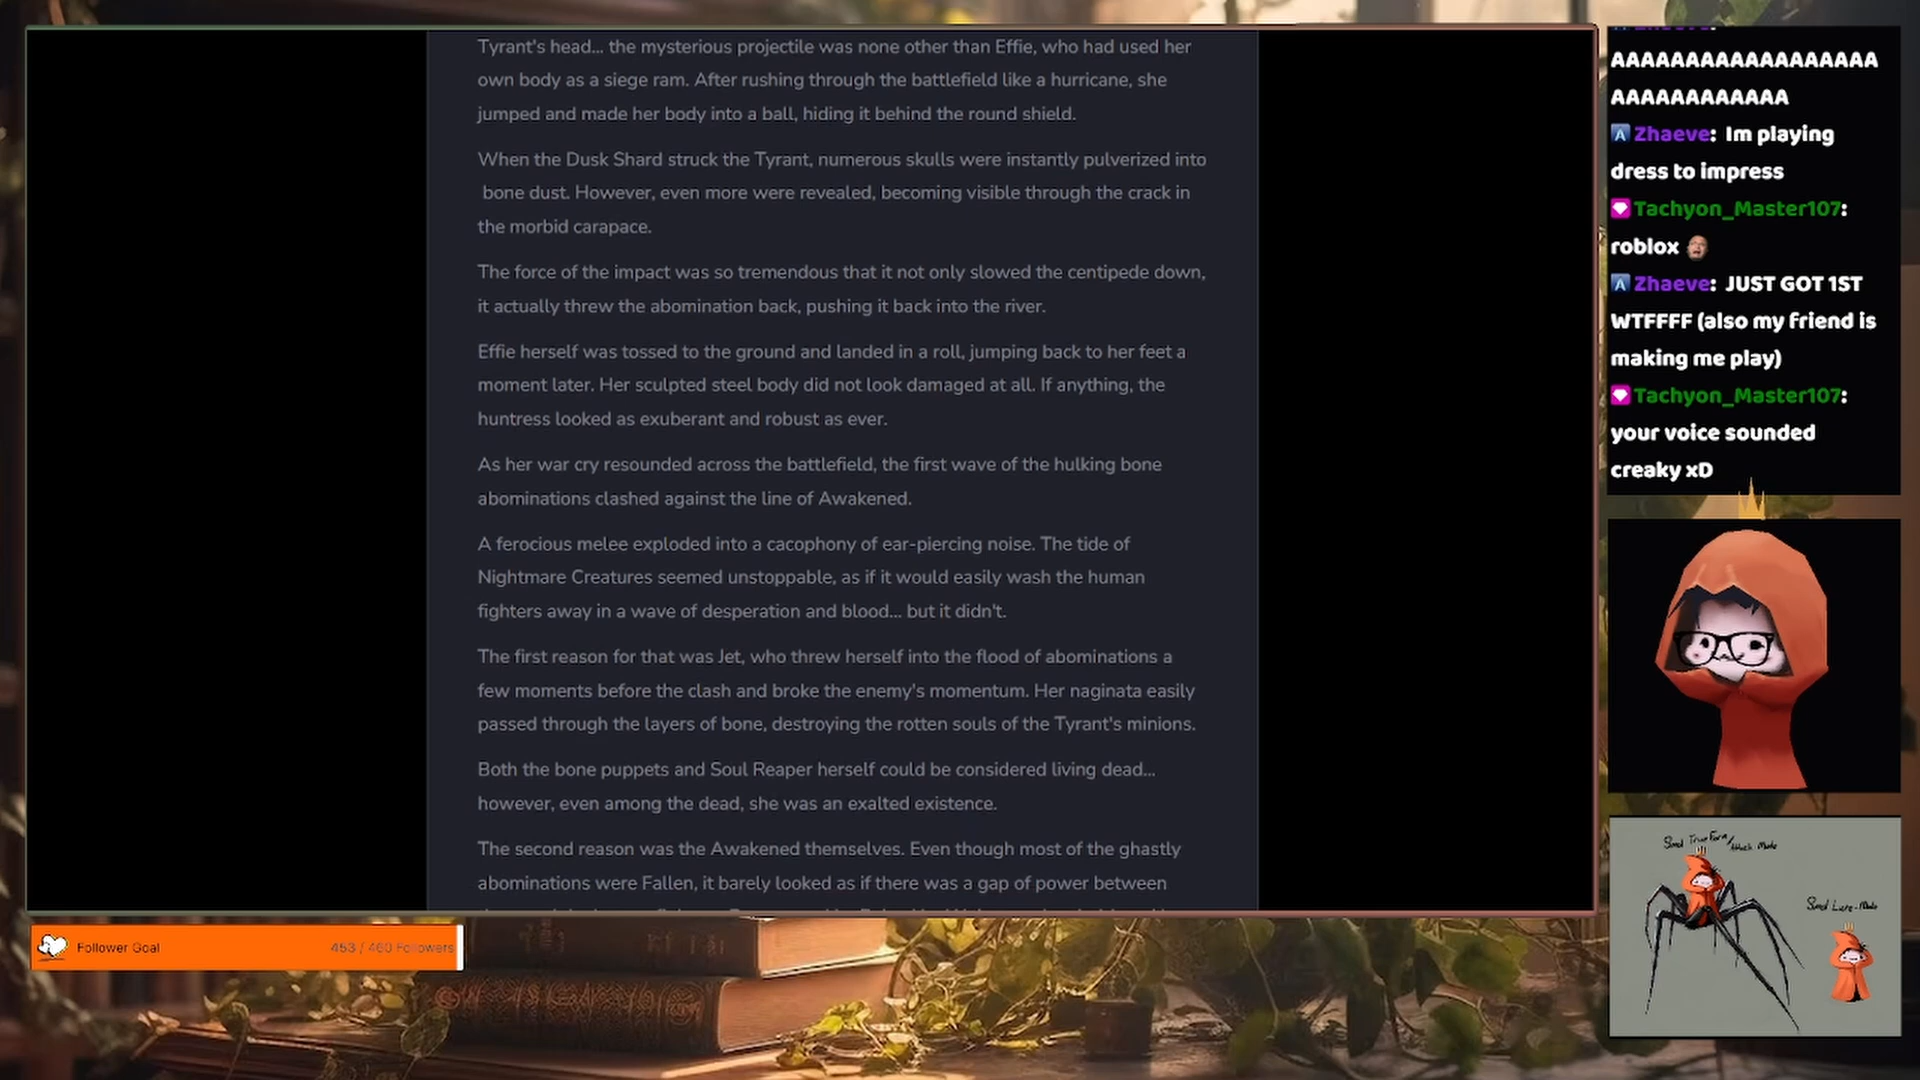 Tyrant's head... the mysterious projectile was none other than Effie, who had used her
own body as a siege ram. After rushing through the battlefield like a hurricane, she
jumped and made her body into a ball, hiding it behind the round shield.
When the Dusk Shard struck the Tyrant, numerous skulls were instantly pulverized into
bone dust. However, even more were revealed, becoming visible through the crack in
the morbid carapace.
The force of the impact was so tremendous that it not only slowed the centipede down,
it actually threw the abomination back, pushing it back into the river.
Effie herself was tossed to the ground and landed in a roll, jumping back to her feet a
moment later. Her sculpted steel body did not look damaged at all. If anything, the
huntress looked as exuberant and robust as ever.
As her war cry resounded across the battlefield, the first wave of the hulking bone
abominations clashed against the line of Awakened.
A ferocious melee exploded into a cacophony of ear-piercing noise. The tide of
Nightmare Creatures seemed unstoppable, as if it would easily wash the human
fighters away in a wave of desperation and blood... but it didn't.
The first reason for that was Jet, who threw herself into the flood of abominations a
few moments before the clash and broke the enemy's momentum. Her naginata easily
passed through the layers of bone, destroying the rotten souls of the Tyrant's minions.
Both the bone puppets and Soul Reaper herself could be considered living dead...
however, even among the dead, she was an exalted existence.
The second reason was the Awakened themselves. Even though most of the ghastly
abominations were Fallen, it barely looked as if there was a gap of power between
Follower Goal 453 / 460 Followers
AAAAAAAAAAAAAAAAAA
AAAAAAAAAAAA
A Zhaeve: Im playing
dress to impress
Tachyon_Master107:
roblox
A Zhaeve: JUST GOT 1ST
WTFFFF (also my friend is
making me play)
Tachyon_Master107:
your voice sounded
creaky xD